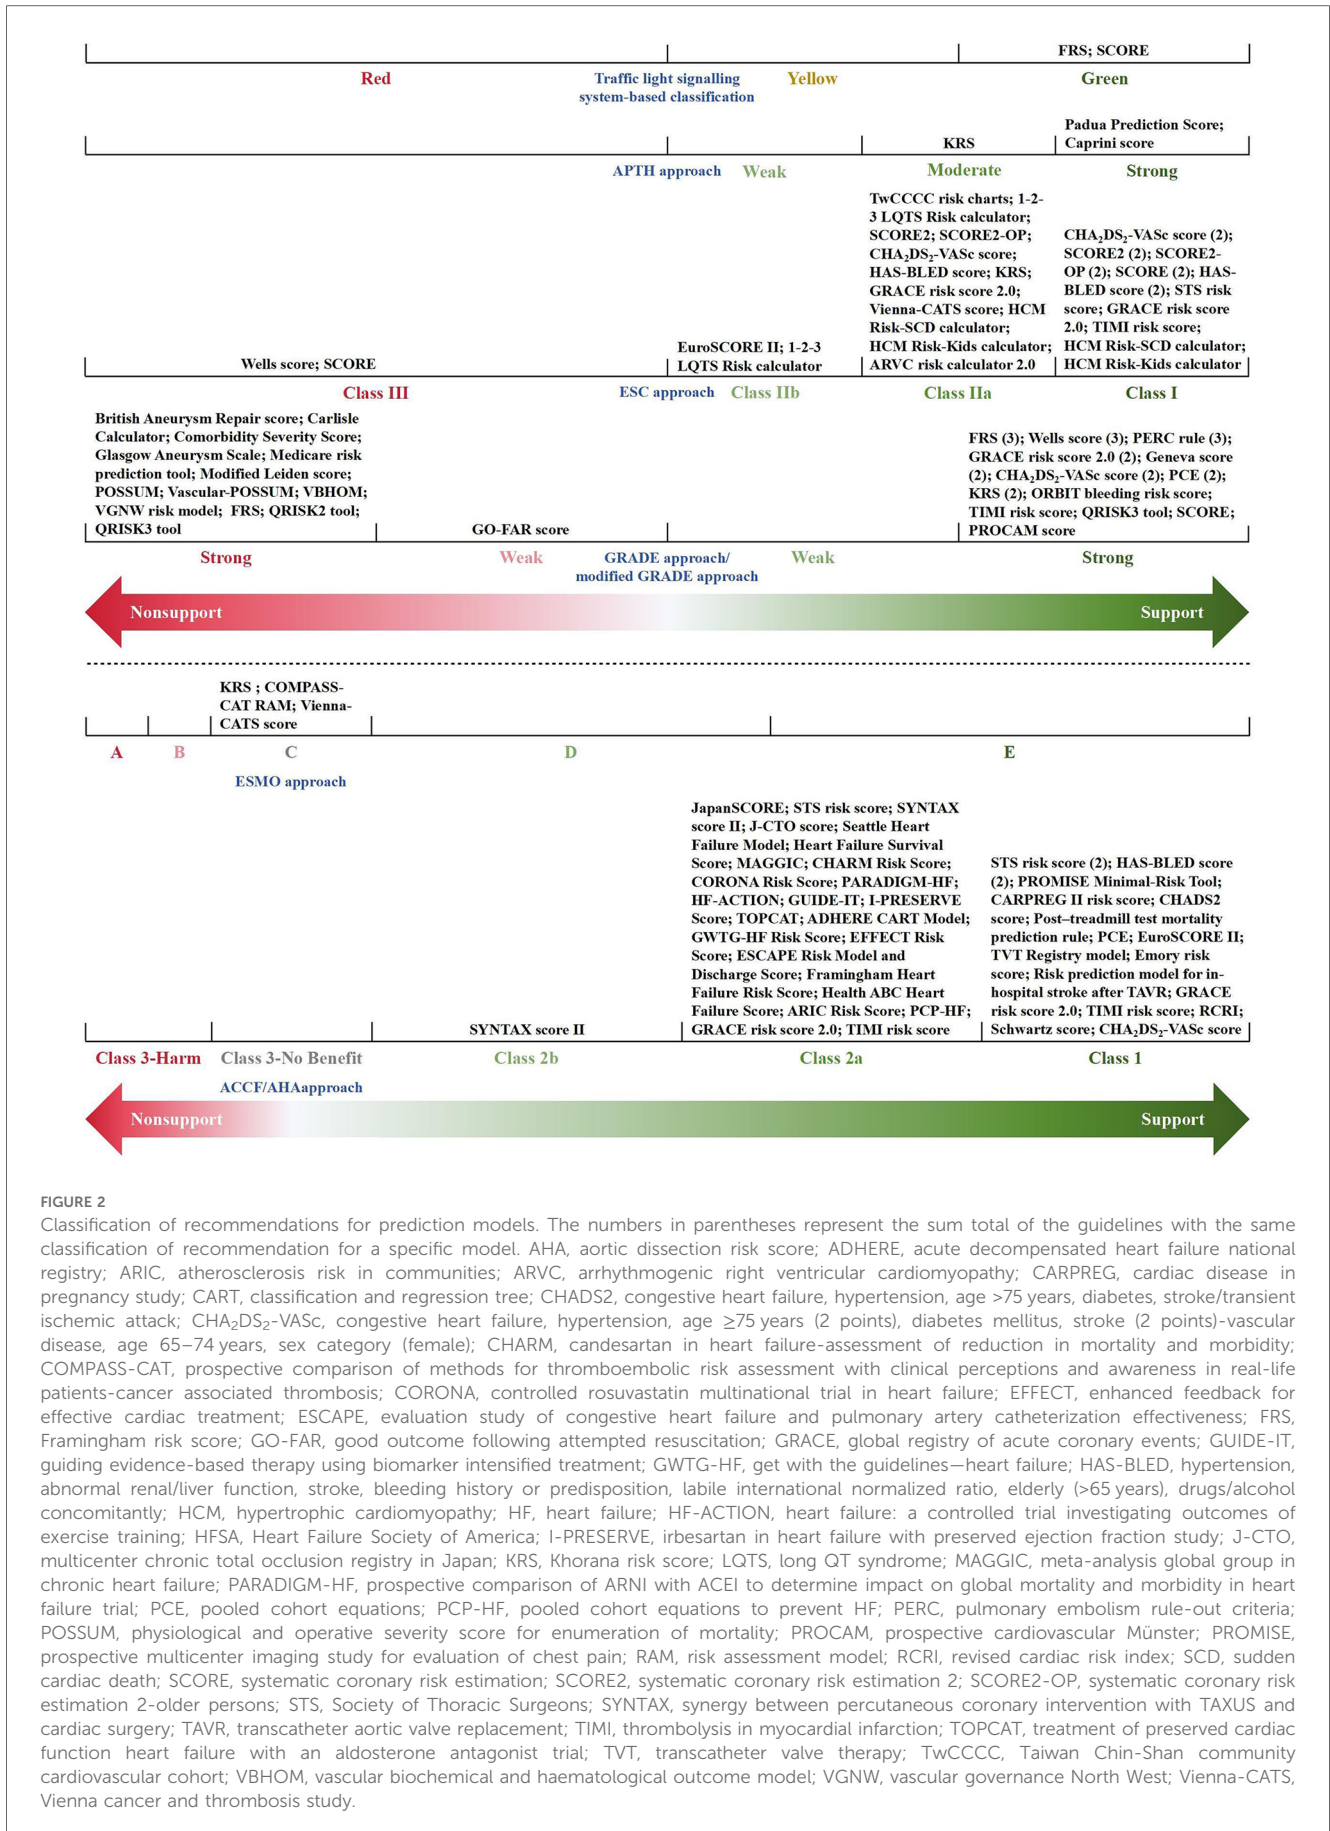 FRS; SCORE
Red
Traffic light signalling
system-based classification
Yellow
Green
Padua Prediction Score;
Caprini score
KRS
APTH approach
Weak
Moderate
Strong
TwCCCC risk charts; 1-2-
3 LQTS Risk calculator;
SCORE2; SCORE2-OP;
CHA₂DS₂-VASc score;
HAS-BLED score; KRS;
GRACE risk score 2.0;
Vienna-CATS score; HCM
Risk-SCD calculator;
HCM Risk-Kids calculator;
ARVC risk calculator 2.0
CHA₂DS₂-VASc score (2);
SCORE2 (2); SCORE2-
OP (2); SCORE (2); HAS-
BLED score (2); STS risk
score; GRACE risk score
2.0; TIMI risk score;
HCM Risk-SCD calculator;
HCM Risk-Kids calculator
Wells score; SCORE
EuroSCORE II; 1-2-3
LQTS Risk calculator
Class III
ESC approach
Class IIb
Class IIa
Class I
British Aneurysm Repair score; Carlisle
Calculator; Comorbidity Severity Score;
Glasgow Aneurysm Scale; Medicare risk
prediction tool; Modified Leiden score;
POSSUM; Vascular-POSSUM; VBHOM;
VGNW risk model; FRS; QRISK2 tool;
QRISK3 tool
GO-FAR score
FRS (3); Wells score (3); PERC rule (3);
GRACE risk score 2.0 (2); Geneva score
(2); CHA₂DS₂-VASc score (2); PCE (2);
KRS (2); ORBIT bleeding risk score;
TIMI risk score; QRISK3 tool; SCORE;
PROCAM score
Strong
Weak
GRADE approach/
modified GRADE approach
Weak
Strong
Nonsupport
Support
KRS ; COMPASS-
CAT RAM; Vienna-
CATS score
A
B
C
D
E
ESMO approach
JapanSCORE; STS risk score; SYNTAX
score II; J-CTO score; Seattle Heart
Failure Model; Heart Failure Survival
Score; MAGGIC; CHARM Risk Score;
CORONA Risk Score; PARADIGM-HF;
HF-ACTION; GUIDE-IT; I-PRESERVE
Score; TOPCAT; ADHERE CART Model;
GWTG-HF Risk Score; EFFECT Risk
Score; ESCAPE Risk Model and
Discharge Score; Framingham Heart
Failure Risk Score; Health ABC Heart
Failure Score; ARIC Risk Score; PCP-HF;
GRACE risk score 2.0; TIMI risk score
STS risk score (2); HAS-BLED score
(2); PROMISE Minimal-Risk Tool;
CARPREG II risk score; CHADS2
score; Post–treadmill test mortality
prediction rule; PCE; EuroSCORE II;
TVT Registry model; Emory risk
score; Risk prediction model for in-
hospital stroke after TAVR; GRACE
risk score 2.0; TIMI risk score; RCRI;
Schwartz score; CHA₂DS₂-VASc score
SYNTAX score II
Class 3-Harm
Class 3-No Benefit
Class 2b
Class 2a
Class 1
ACCF/AHAapproach
Nonsupport
Support
FIGURE 2
Classification of recommendations for prediction models. The numbers in parentheses represent the sum total of the guidelines with the same
classification of recommendation for a specific model. AHA, aortic dissection risk score; ADHERE, acute decompensated heart failure national
registry; ARIC, atherosclerosis risk in communities; ARVC, arrhythmogenic right ventricular cardiomyopathy; CARPREG, cardiac disease in
pregnancy study; CART, classification and regression tree; CHADS2, congestive heart failure, hypertension, age >75 years, diabetes, stroke/transient
ischemic attack; CHA₂DS₂-VASc, congestive heart failure, hypertension, age ≥75 years (2 points), diabetes mellitus, stroke (2 points)-vascular
disease, age 65–74 years, sex category (female); CHARM, candesartan in heart failure-assessment of reduction in mortality and morbidity;
COMPASS-CAT, prospective comparison of methods for thromboembolic risk assessment with clinical perceptions and awareness in real-life
patients-cancer associated thrombosis; CORONA, controlled rosuvastatin multinational trial in heart failure; EFFECT, enhanced feedback for
effective cardiac treatment; ESCAPE, evaluation study of congestive heart failure and pulmonary artery catheterization effectiveness; FRS,
Framingham risk score; GO-FAR, good outcome following attempted resuscitation; GRACE, global registry of acute coronary events; GUIDE-IT,
guiding evidence-based therapy using biomarker intensified treatment; GWTG-HF, get with the guidelines—heart failure; HAS-BLED, hypertension,
abnormal renal/liver function, stroke, bleeding history or predisposition, labile international normalized ratio, elderly (>65 years), drugs/alcohol
concomitantly; HCM, hypertrophic cardiomyopathy; HF, heart failure; HF-ACTION, heart failure: a controlled trial investigating outcomes of
exercise training; HFSA, Heart Failure Society of America; I-PRESERVE, irbesartan in heart failure with preserved ejection fraction study; J-CTO,
multicenter chronic total occlusion registry in Japan; KRS, Khorana risk score; LQTS, long QT syndrome; MAGGIC, meta-analysis global group in
chronic heart failure; PARADIGM-HF, prospective comparison of ARNI with ACEI to determine impact on global mortality and morbidity in heart
failure trial; PCE, pooled cohort equations; PCP-HF, pooled cohort equations to prevent HF; PERC, pulmonary embolism rule-out criteria;
POSSUM, physiological and operative severity score for enumeration of mortality; PROCAM, prospective cardiovascular Münster; PROMISE,
prospective multicenter imaging study for evaluation of chest pain; RAM, risk assessment model; RCRI, revised cardiac risk index; SCD, sudden
cardiac death; SCORE, systematic coronary risk estimation; SCORE2, systematic coronary risk estimation 2; SCORE2-OP, systematic coronary risk
estimation 2-older persons; STS, Society of Thoracic Surgeons; SYNTAX, synergy between percutaneous coronary intervention with TAXUS and
cardiac surgery; TAVR, transcatheter aortic valve replacement; TIMI, thrombolysis in myocardial infarction; TOPCAT, treatment of preserved cardiac
function heart failure with an aldosterone antagonist trial; TVT, transcatheter valve therapy; TwCCCC, Taiwan Chin-Shan community
cardiovascular cohort; VBHOM, vascular biochemical and haematological outcome model; VGNW, vascular governance North West; Vienna-CATS,
Vienna cancer and thrombosis study.